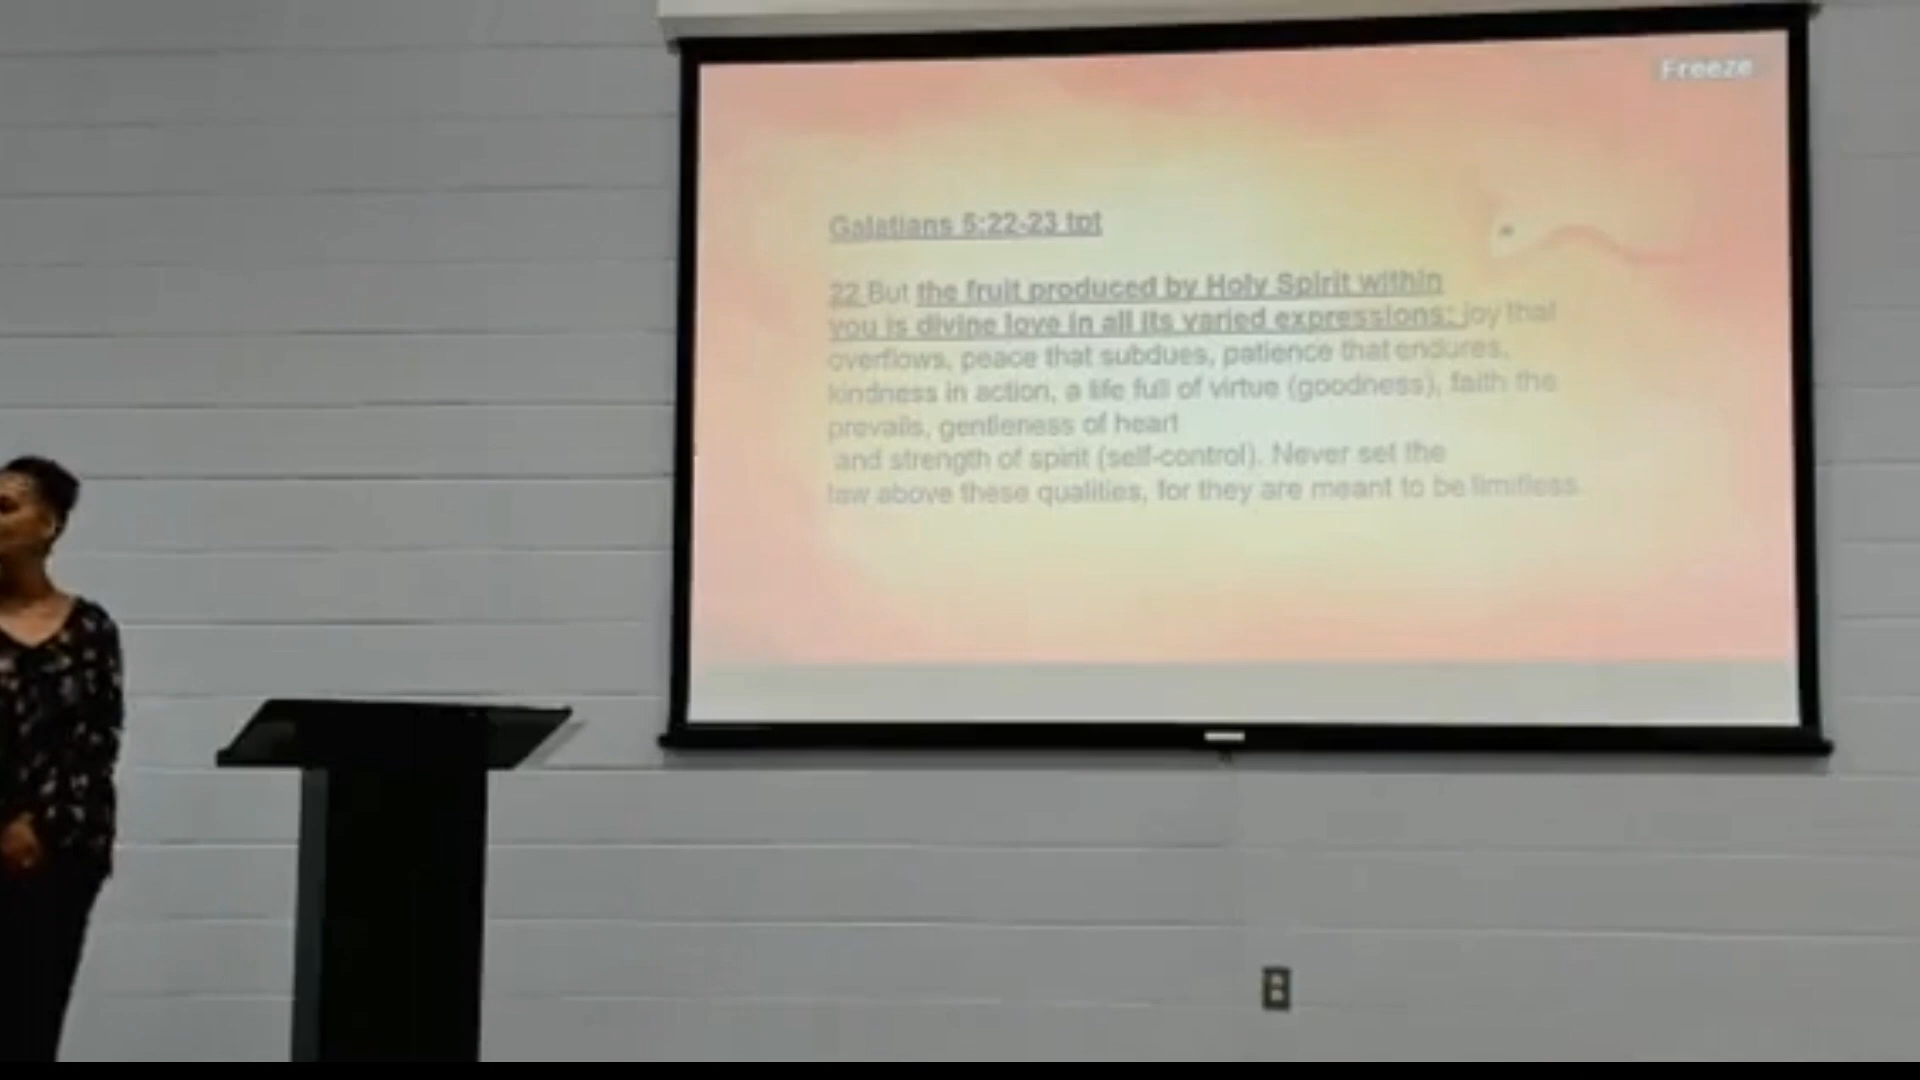 Freeze
Galatians 5:22-23 tpt
22 But the fruit produced by Holy Spirit within
you is divine love in all its varied expressions: joy that
overflows, peace that subdues, patience that endures,
kindness in action, a life full of virtue (goodness), faith the
prevails, gentleness of heart
and strength of spirit (self-control). Never set the
law above these qualities, for they are meant to be limitless